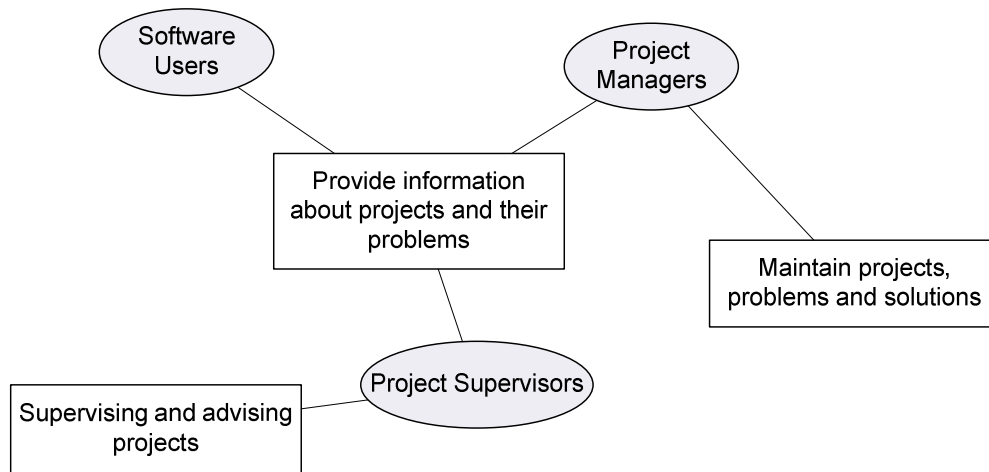 Software
Users
Project
Managers
Provide information
about projects and their
problems
Maintain projects,
problems and solutions
Project Supervisors
Supervising and advising
projects